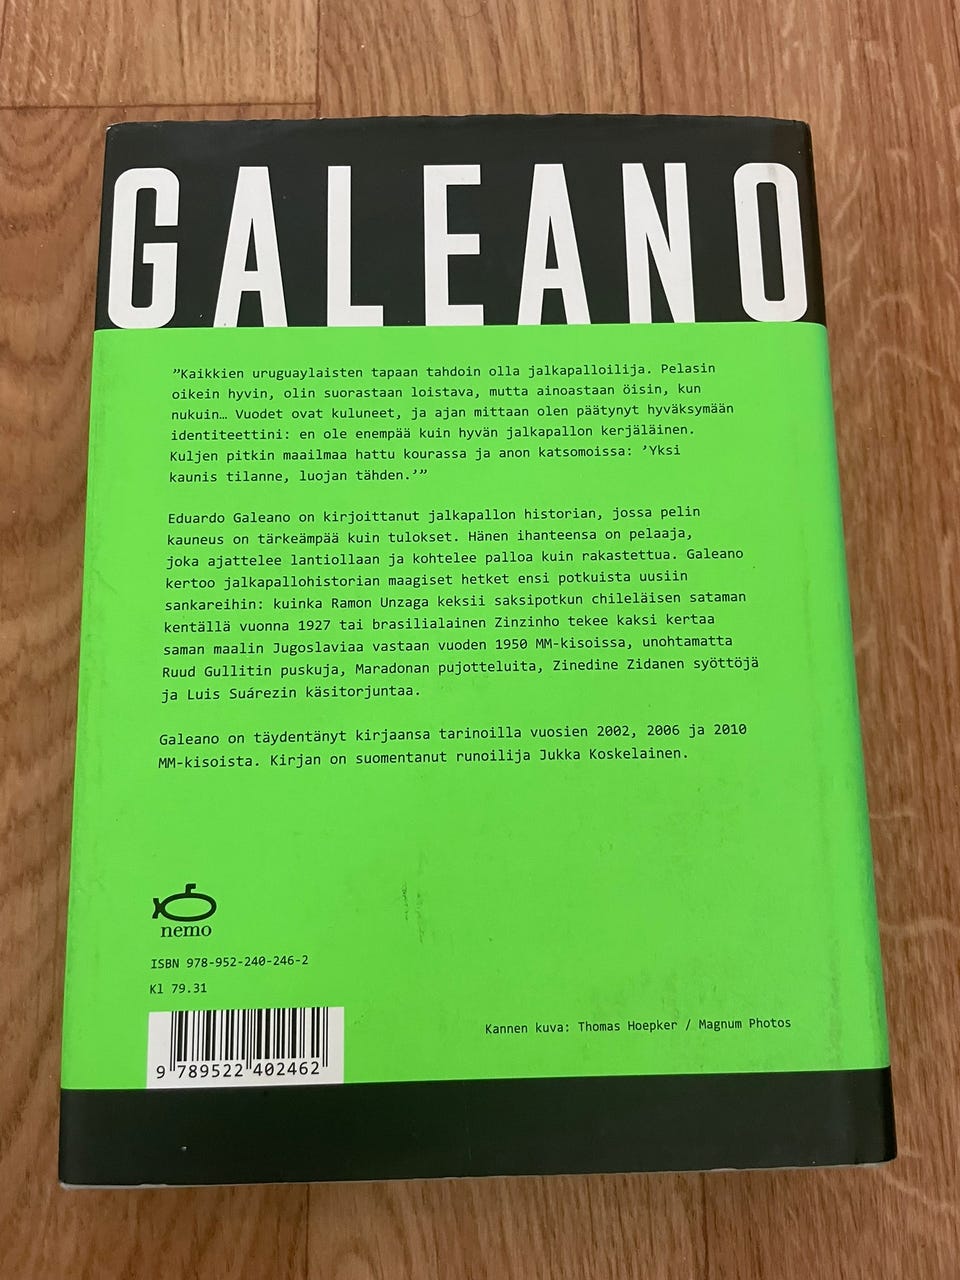 GALEANO
”Kaikkien uruguaylaisten tapaan tahdoin olla jalkapalloilija. Pelasin
oikein hyvin, olin suorastaan loistava, mutta ainoastaan öisin, kun
nukuin… Vuodet ovat kuluneet, ja ajan mittaan olen päätynyt hyväksymään
identiteettini: en ole enempää kuin hyvän jalkapallon kerjäläinen.
Kuljen pitkin maailmaa hattu kourassa ja anon katsomoissa: ’Yksi
kaunis tilanne, luojan tähden.’”
Eduardo Galeano on kirjoittanut jalkapallon historian, jossa pelin
kauneus on tärkeämpää kuin tulokset. Hänen ihanteensa on pelaaja,
joka ajattelee lantiollaan ja kohtelee palloa kuin rakastettua. Galeano
kertoo jalkapallohistorian maagiset hetket ensi potkuista uusiin
sankareihin: kuinka Ramon Unzaga keksii saksipotkun chileläisen sataman
kentällä vuonna 1927 tai brasilialainen Zinzinho tekee kaksi kertaa
saman maalin Jugoslaviaa vastaan vuoden 1950 MM-kisoissa, unohtamatta
Ruud Gullitin puskuja, Maradonan pujotteluita, Zinedine Zidanen syöttöjä
ja Luis Suárezin käsitorjuntaa.
Galeano on täydentänyt kirjaansa tarinoilla vuosien 2002, 2006 ja 2010
MM-kisoista. Kirjan on suomentanut runoilija Jukka Koskelainen.
nemo
ISBN 978-952-240-246-2
Kl 79.31
Kannen kuva: Thomas Hoepker / Magnum Photos
9 789522 402462